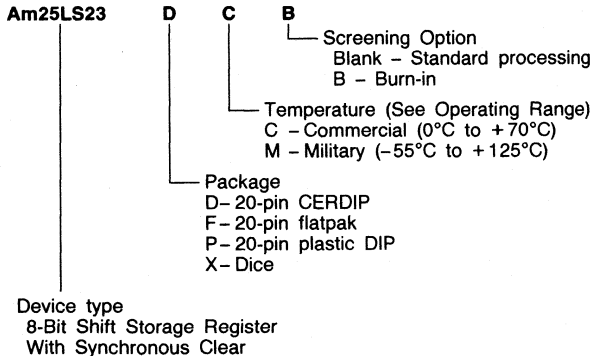 Am25LS23 D C B
Screening Option
Blank – Standard processing
B – Burn-in
Temperature (See Operating Range)
C – Commercial (0°C to +70°C)
M – Military (–55°C to +125°C)
Package
D– 20-pin CERDIP
F– 20-pin flatpak
P– 20-pin plastic DIP
X– Dice
Device type
8-Bit Shift Storage Register
With Synchronous Clear